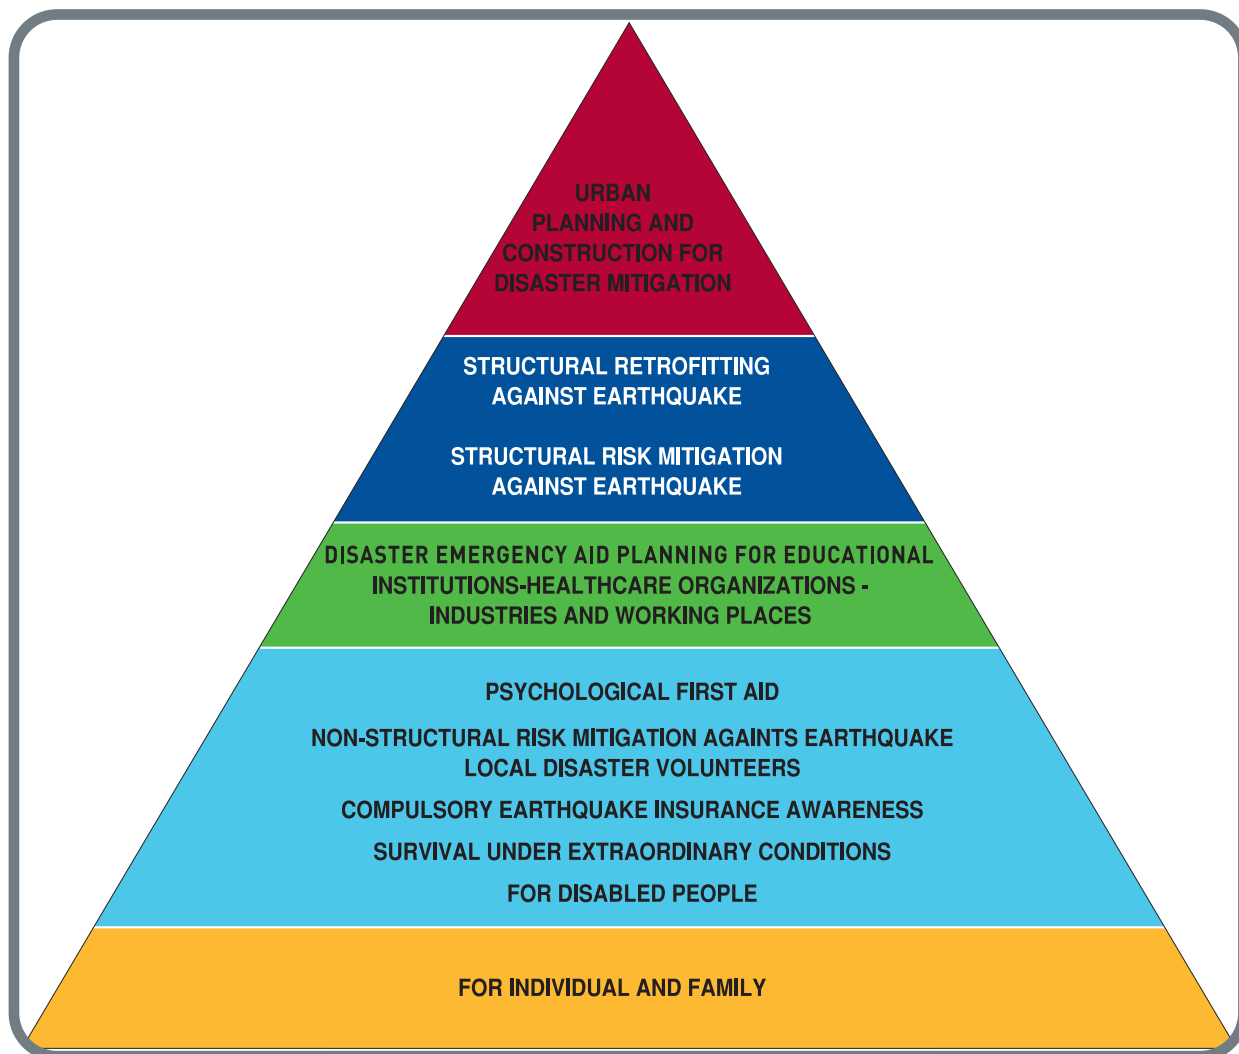 URBAN
PLANNING AND
CONSTRUCTION FOR
DISASTER MITIGATION
STRUCTURAL RETROFITTING
AGAINST EARTHQUAKE
STRUCTURAL RISK MITIGATION
AGAINST EARTHQUAKE
DISASTER EMERGENCY AID PLANNING FOR EDUCATIONAL
INSTITUTIONS-HEALTHCARE ORGANIZATIONS -
INDUSTRIES AND WORKING PLACES
PSYCHOLOGICAL FIRST AID
NON-STRUCTURAL RISK MITIGATION AGAINTS EARTHQUAKE
LOCAL DISASTER VOLUNTEERS
COMPULSORY EARTHQUAKE INSURANCE AWARENESS
SURVIVAL UNDER EXTRAORDINARY CONDITIONS
FOR DISABLED PEOPLE
FOR INDIVIDUAL AND FAMILY